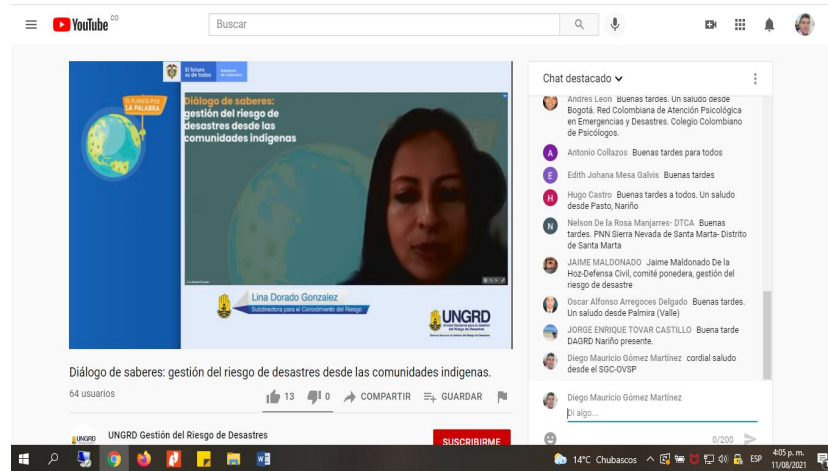 YouTube CO
Buscar
El futuro
es de todos
EL PLANETA POR
LA PALABRA
Diálogo de saberes:
gestión del riesgo de
desastres desde las
comunidades indígenas
Lina Dorado Gonzalez
Subdirectora para el Conocimiento del Riesgo
UNGRD
Diálogo de saberes: gestión del riesgo de desastres desde las comunidades indigenas.
64 usuarios
13
0
COMPARTIR
GUARDAR
UNGRD
UNGRD Gestión del Riesgo de Desastres
SUSCRIBIRME
Chat destacado
Andres Leon Buenas tardes. Un saludo desde
Bogotá. Red Colombiana de Atención Psicológica
en Emergencias y Desastres. Colegio Colombiano
de Psicólogos.
A
Antonio Collazos Buenas tardes para todos
E
Edith Johana Mesa Galvis Buenas tardes
H
Hugo Castro Buenas tardes a todos. Un saludo
desde Pasto, Nariño
N
Nelson De la Rosa Manjarres- DTCA Buenas
tardes. PNN Sierra Nevada de Santa Marta- Distrito
de Santa Marta
JAIME MALDONADO Jaime Maldonado De la
Hoz-Defensa Civil, comité ponedera, gestión del
riesgo de desastre
Oscar Alfonso Arregoces Delgado Buenas tardes.
Un saludo desde Palmira (Valle)
JORGE ENRIQUE TOVAR CASTILLO Buena tarde
DAGRD Nariño presente.
Diego Mauricio Gómez Martínez cordial saludo
desde el SGC-OVSP
Diego Mauricio Gómez Martínez
Di algo...
0/200
14°C Chubascos
ESP
4:05 p. m.
11/08/2021